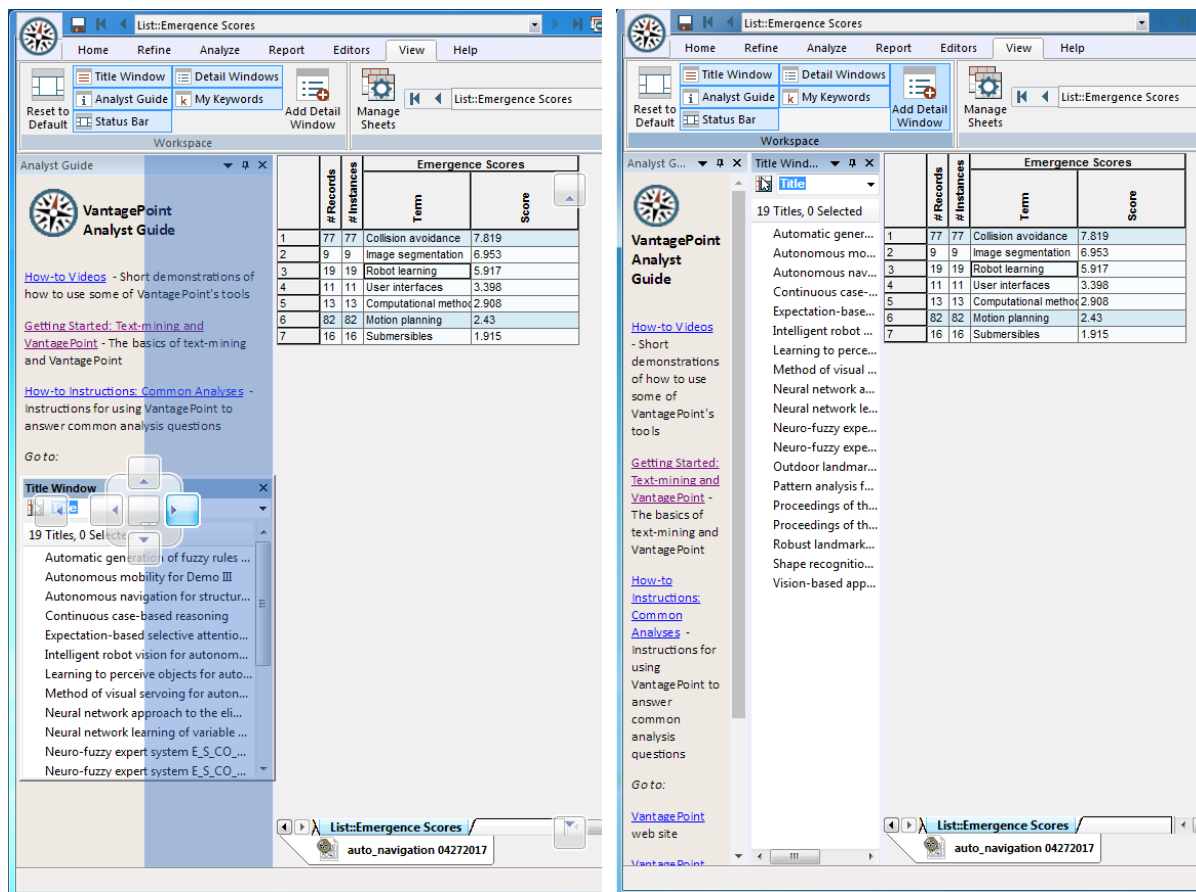 List::Emergence Scores
Home Refine Analyze Report Editors View Help
Title Window Detail Windows
Analyst Guide My Keywords
Status Bar
Reset to
Default
Add Detail
Window
Manage
Sheets
List::Emergence Scores
Workspace
Analyst Guide
VantagePoint
Analyst Guide
How-to Videos - Short demonstrations of
how to use some of VantagePoint's tools
Getting Started: Text-mining and
VantagePoint - The basics of text-mining
and VantagePoint
How-to Instructions: Common Analyses -
Instructions for using VantagePoint to
answer common analysis questions
Go to:
Title Window
19 Titles, 0 Selected
Automatic generation of fuzzy rules ...
Autonomous mobility for Demo III
Autonomous navigation for structur...
Continuous case-based reasoning
Expectation-based selective attentio...
Intelligent robot vision for autonom...
Learning to perceive objects for auto...
Method of visual servoing for auton...
Neural network approach to the eli...
Neural network learning of variable ...
Neuro-fuzzy expert system E_S_CO_...
Neuro-fuzzy expert system E_S_CO_...
Emergence Scores
# Records # Instances Term Score
1 77 77 Collision avoidance 7.819
2 9 9 Image segmentation 6.953
3 19 19 Robot learning 5.917
4 11 11 User interfaces 3.398
5 13 13 Computational method 2.908
6 82 82 Motion planning 2.43
7 16 16 Submersibles 1.915
List::Emergence Scores
auto_navigation 04272017
List::Emergence Scores
Home Refine Analyze Report Editors View Help
Title Window Detail Windows
Analyst Guide My Keywords
Status Bar
Reset to
Default
Add Detail
Window
Manage
Sheets
List::Emergence Scores
Workspace
Analyst G...
VantagePoint
Analyst
Guide
How-to Videos
- Short
demonstrations
of how to use
some of
VantagePoint's
tools
Getting Started:
Text-mining and
VantagePoint -
The basics of
text-mining and
VantagePoint
How-to
Instructions:
Common
Analyses -
Instructions for
using
VantagePoint to
answer
common
analysis
questions
Go to:
VantagePoint
web site
VantagePoint
Title Wind...
Title
19 Titles, 0 Selected
Automatic gener...
Autonomous mo...
Autonomous nav...
Continuous case-...
Expectation-base...
Intelligent robot ...
Learning to perce...
Method of visual ...
Neural network a...
Neural network le...
Neuro-fuzzy expe...
Neuro-fuzzy expe...
Outdoor landmar...
Pattern analysis f...
Proceedings of th...
Proceedings of th...
Robust landmark...
Shape recognitio...
Vision-based app...
Emergence Scores
# Records # Instances Term Score
1 77 77 Collision avoidance 7.819
2 9 9 Image segmentation 6.953
3 19 19 Robot learning 5.917
4 11 11 User interfaces 3.398
5 13 13 Computational method 2.908
6 82 82 Motion planning 2.43
7 16 16 Submersibles 1.915
List::Emergence Scores
auto_navigation 04272017